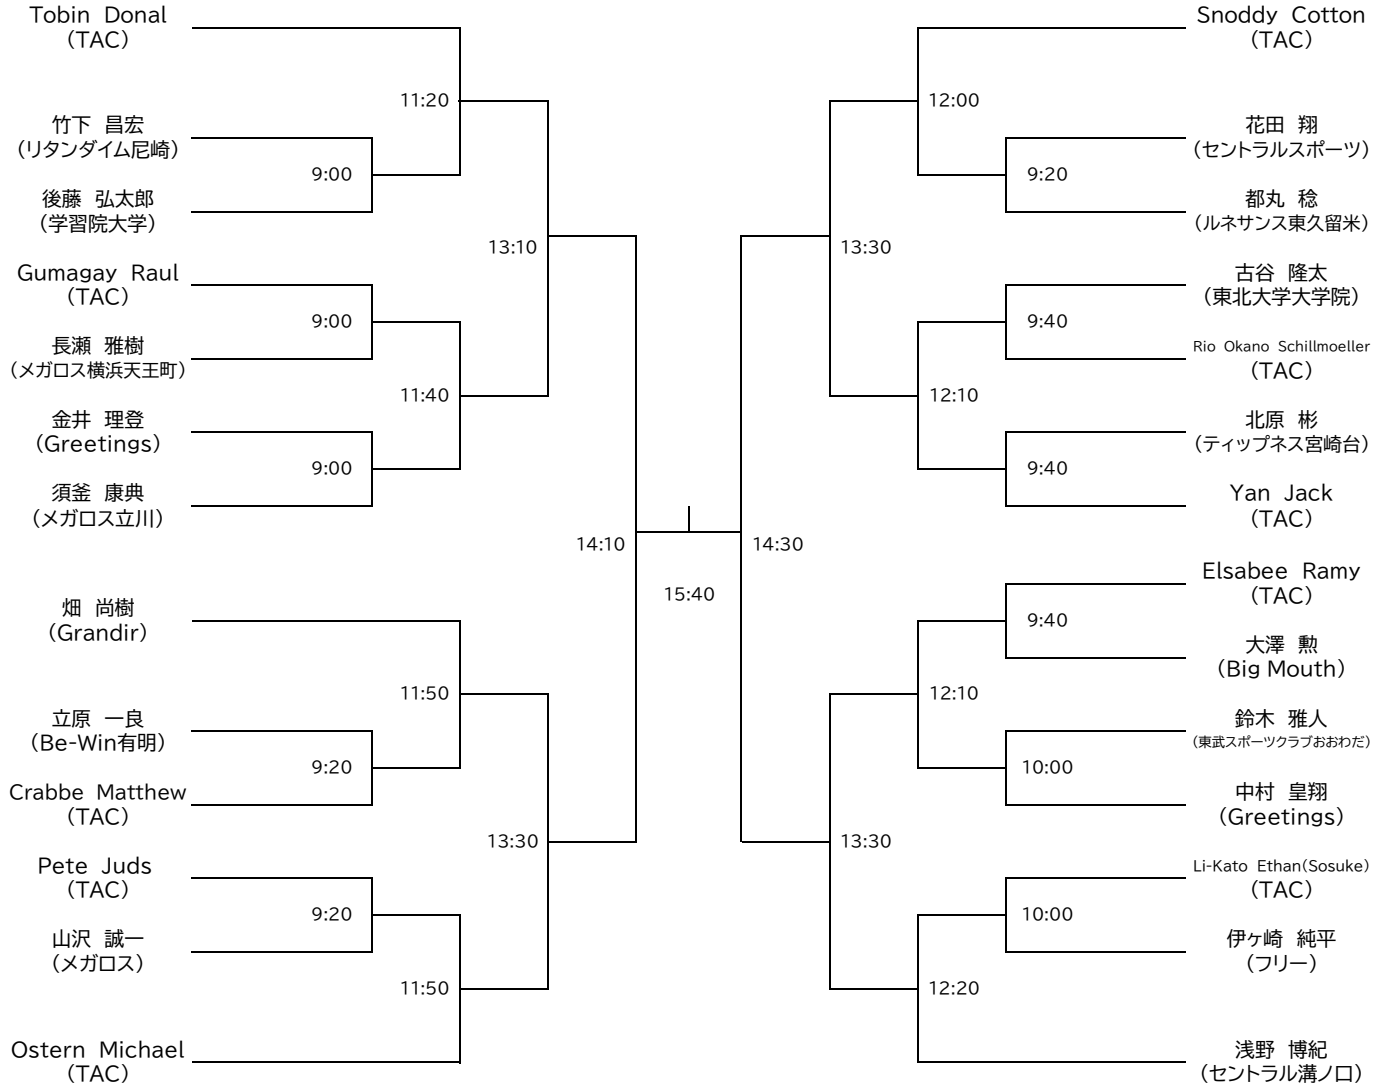 Tobin Donal
(TAC)
11:20
竹下 昌宏
(リタンダイム尼崎)
9:00
後藤 弘太郎
(学習院大学)
13:10
Gumagay Raul
(TAC)
9:00
長瀬 雅樹
(メガロス横浜天王町)
11:40
金井 理登
(Greetings)
9:00
須釜 康典
(メガロス立川)
14:10
畑 尚樹
(Grandir)
11:50
立原 一良
(Be-Win有明)
9:20
Crabbe Matthew
(TAC)
13:30
Pete Juds
(TAC)
9:20
山沢 誠一
(メガロス)
11:50
Ostern Michael
(TAC)
15:40
Snoddy Cotton
(TAC)
12:00
花田 翔
(セントラルスポーツ)
9:20
都丸 稔
(ルネサンス東久留米)
13:30
古谷 隆太
(東北大学大学院)
9:40
Rio Okano Schillmoeller
(TAC)
12:10
北原 彬
(ティップネス宮崎台)
9:40
Yan Jack
(TAC)
14:30
Elsabee Ramy
(TAC)
9:40
大澤 勲
(Big Mouth)
12:10
鈴木 雅人
(東武スポーツクラブおおわだ)
10:00
中村 皇翔
(Greetings)
13:30
Li-Kato Ethan(Sosuke)
(TAC)
10:00
伊ヶ崎 純平
(フリー)
12:20
浅野 博紀
(セントラル溝ノ口)